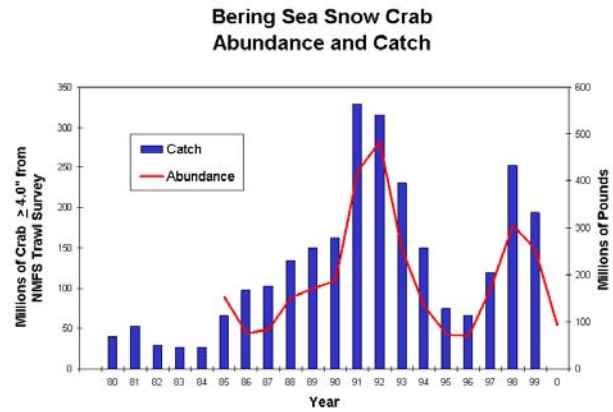 Bering Sea Snow Crab
Abundance and Catch
350
300
250
200
150
100
50
0
600
500
400
300
200
100
0
Millions of Crab ≥ 4.0" from
NMFS Trawl Survey
Millions of Pounds
Catch
Abundance
80 81 82 83 84 85 86 87 88 89 90 91 92 93 94 95 96 97 98 99 0
Year